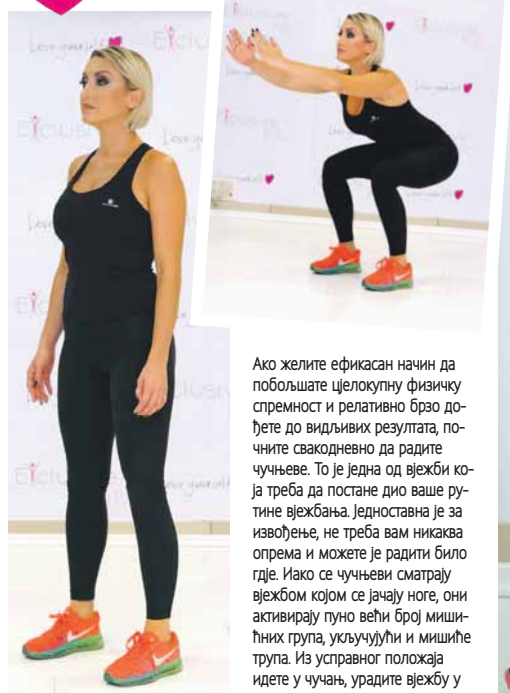 Love yourself
Exclusive
Ако желите ефикасан начин да
побољшате цјелокупну физичку
спремност и релативно брзо до-
ђете до видљивих резултата, по-
чните свакодневно да радите
чучњеве. То је једна од вјежби ко-
ја треба да постане дио ваше ру-
тине вјежбања. Једноставна је за
извођење, не треба вам никаква
опрема и можете је радити било
гдје. Иако се чучњеви сматрају
вјежбом којом се јачају ноге, они
активирају пуно већи број миши-
ћних група, укључујући и мишиће
трупа. Из усправног положаја
идете у чучањ, урадите вјежбу у